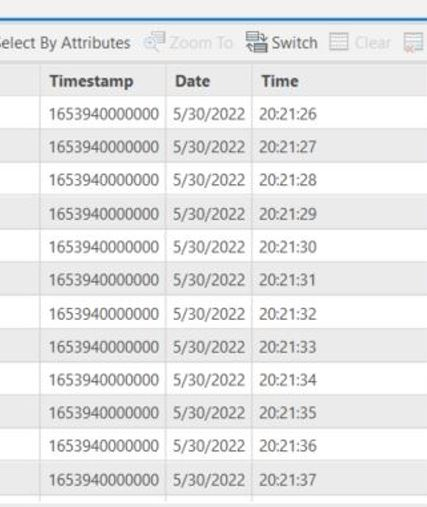 elect By Attributes Zoom To Switch Clear
Timestamp Date Time
1653940000000 5/30/2022 20:21:26
1653940000000 5/30/2022 20:21:27
1653940000000 5/30/2022 20:21:28
1653940000000 5/30/2022 20:21:29
1653940000000 5/30/2022 20:21:30
1653940000000 5/30/2022 20:21:31
1653940000000 5/30/2022 20:21:32
1653940000000 5/30/2022 20:21:33
1653940000000 5/30/2022 20:21:34
1653940000000 5/30/2022 20:21:35
1653940000000 5/30/2022 20:21:36
1653940000000 5/30/2022 20:21:37